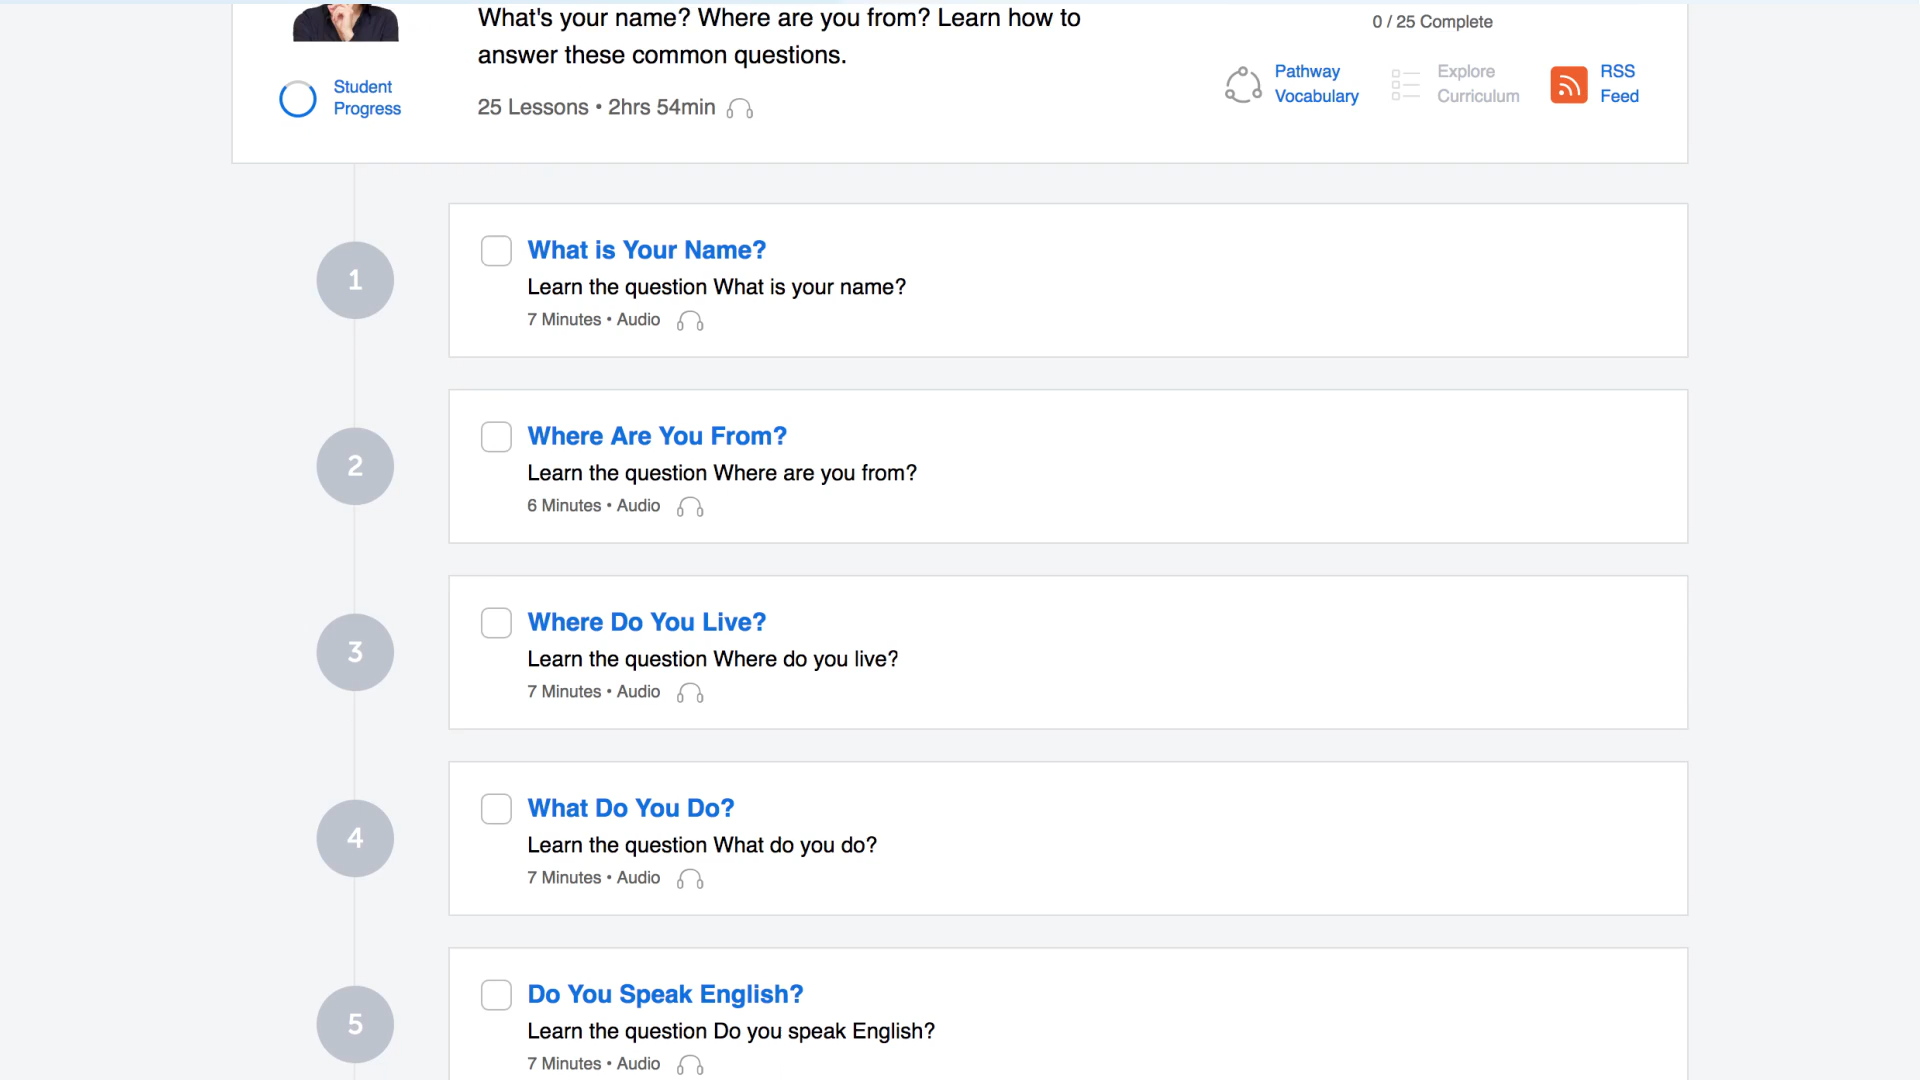 What's your name? Where are you from? Learn how to
answer these common questions.
25 Lessons • 2hrs 54min
0 / 25 Complete
Student
Progress
Pathway
Vocabulary
Explore
Curriculum
RSS
Feed
1
What is Your Name?
Learn the question What is your name?
7 Minutes • Audio
2
Where Are You From?
Learn the question Where are you from?
6 Minutes • Audio
3
Where Do You Live?
Learn the question Where do you live?
7 Minutes • Audio
4
What Do You Do?
Learn the question What do you do?
7 Minutes • Audio
5
Do You Speak English?
Learn the question Do you speak English?
7 Minutes • Audio